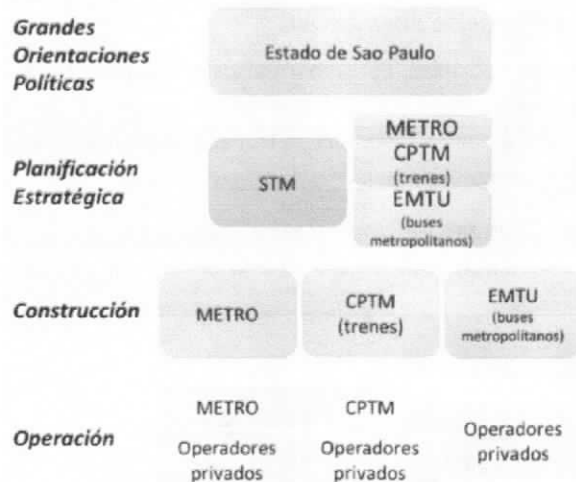 Grandes
Orientaciones
Políticas
Estado de Sao Paulo
Planificación
Estratégica
STM
METRO
CPTM
(trenes)
EMTU
(buses
metropolitanos)
Construcción
METRO
CPTM
(trenes)
EMTU
(buses
metropolitanos)
Operación
METRO
Operadores
privados
CPTM
Operadores
privados
Operadores
privados